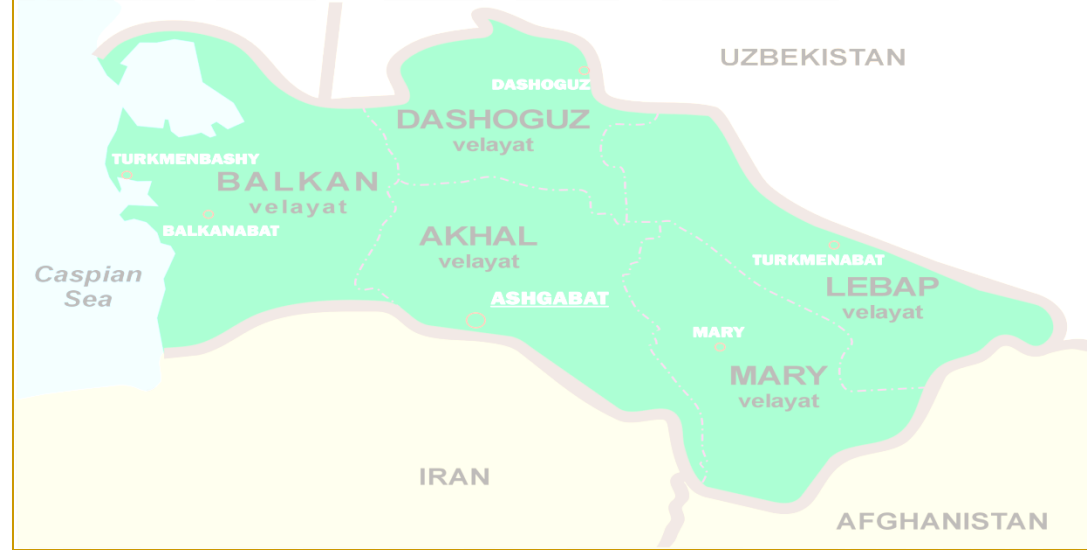 UZBEKISTAN
DASHOGUZ
DASHOGUZ
velayat
TURKMENBASHY
BALKAN
velayat
BALKANABAT
AKHAL
velayat
TURKMENABAT
Caspian
Sea
LEBAP
velayat
ASHGABAT
MARY
MARY
velayat
IRAN
AFGHANISTAN